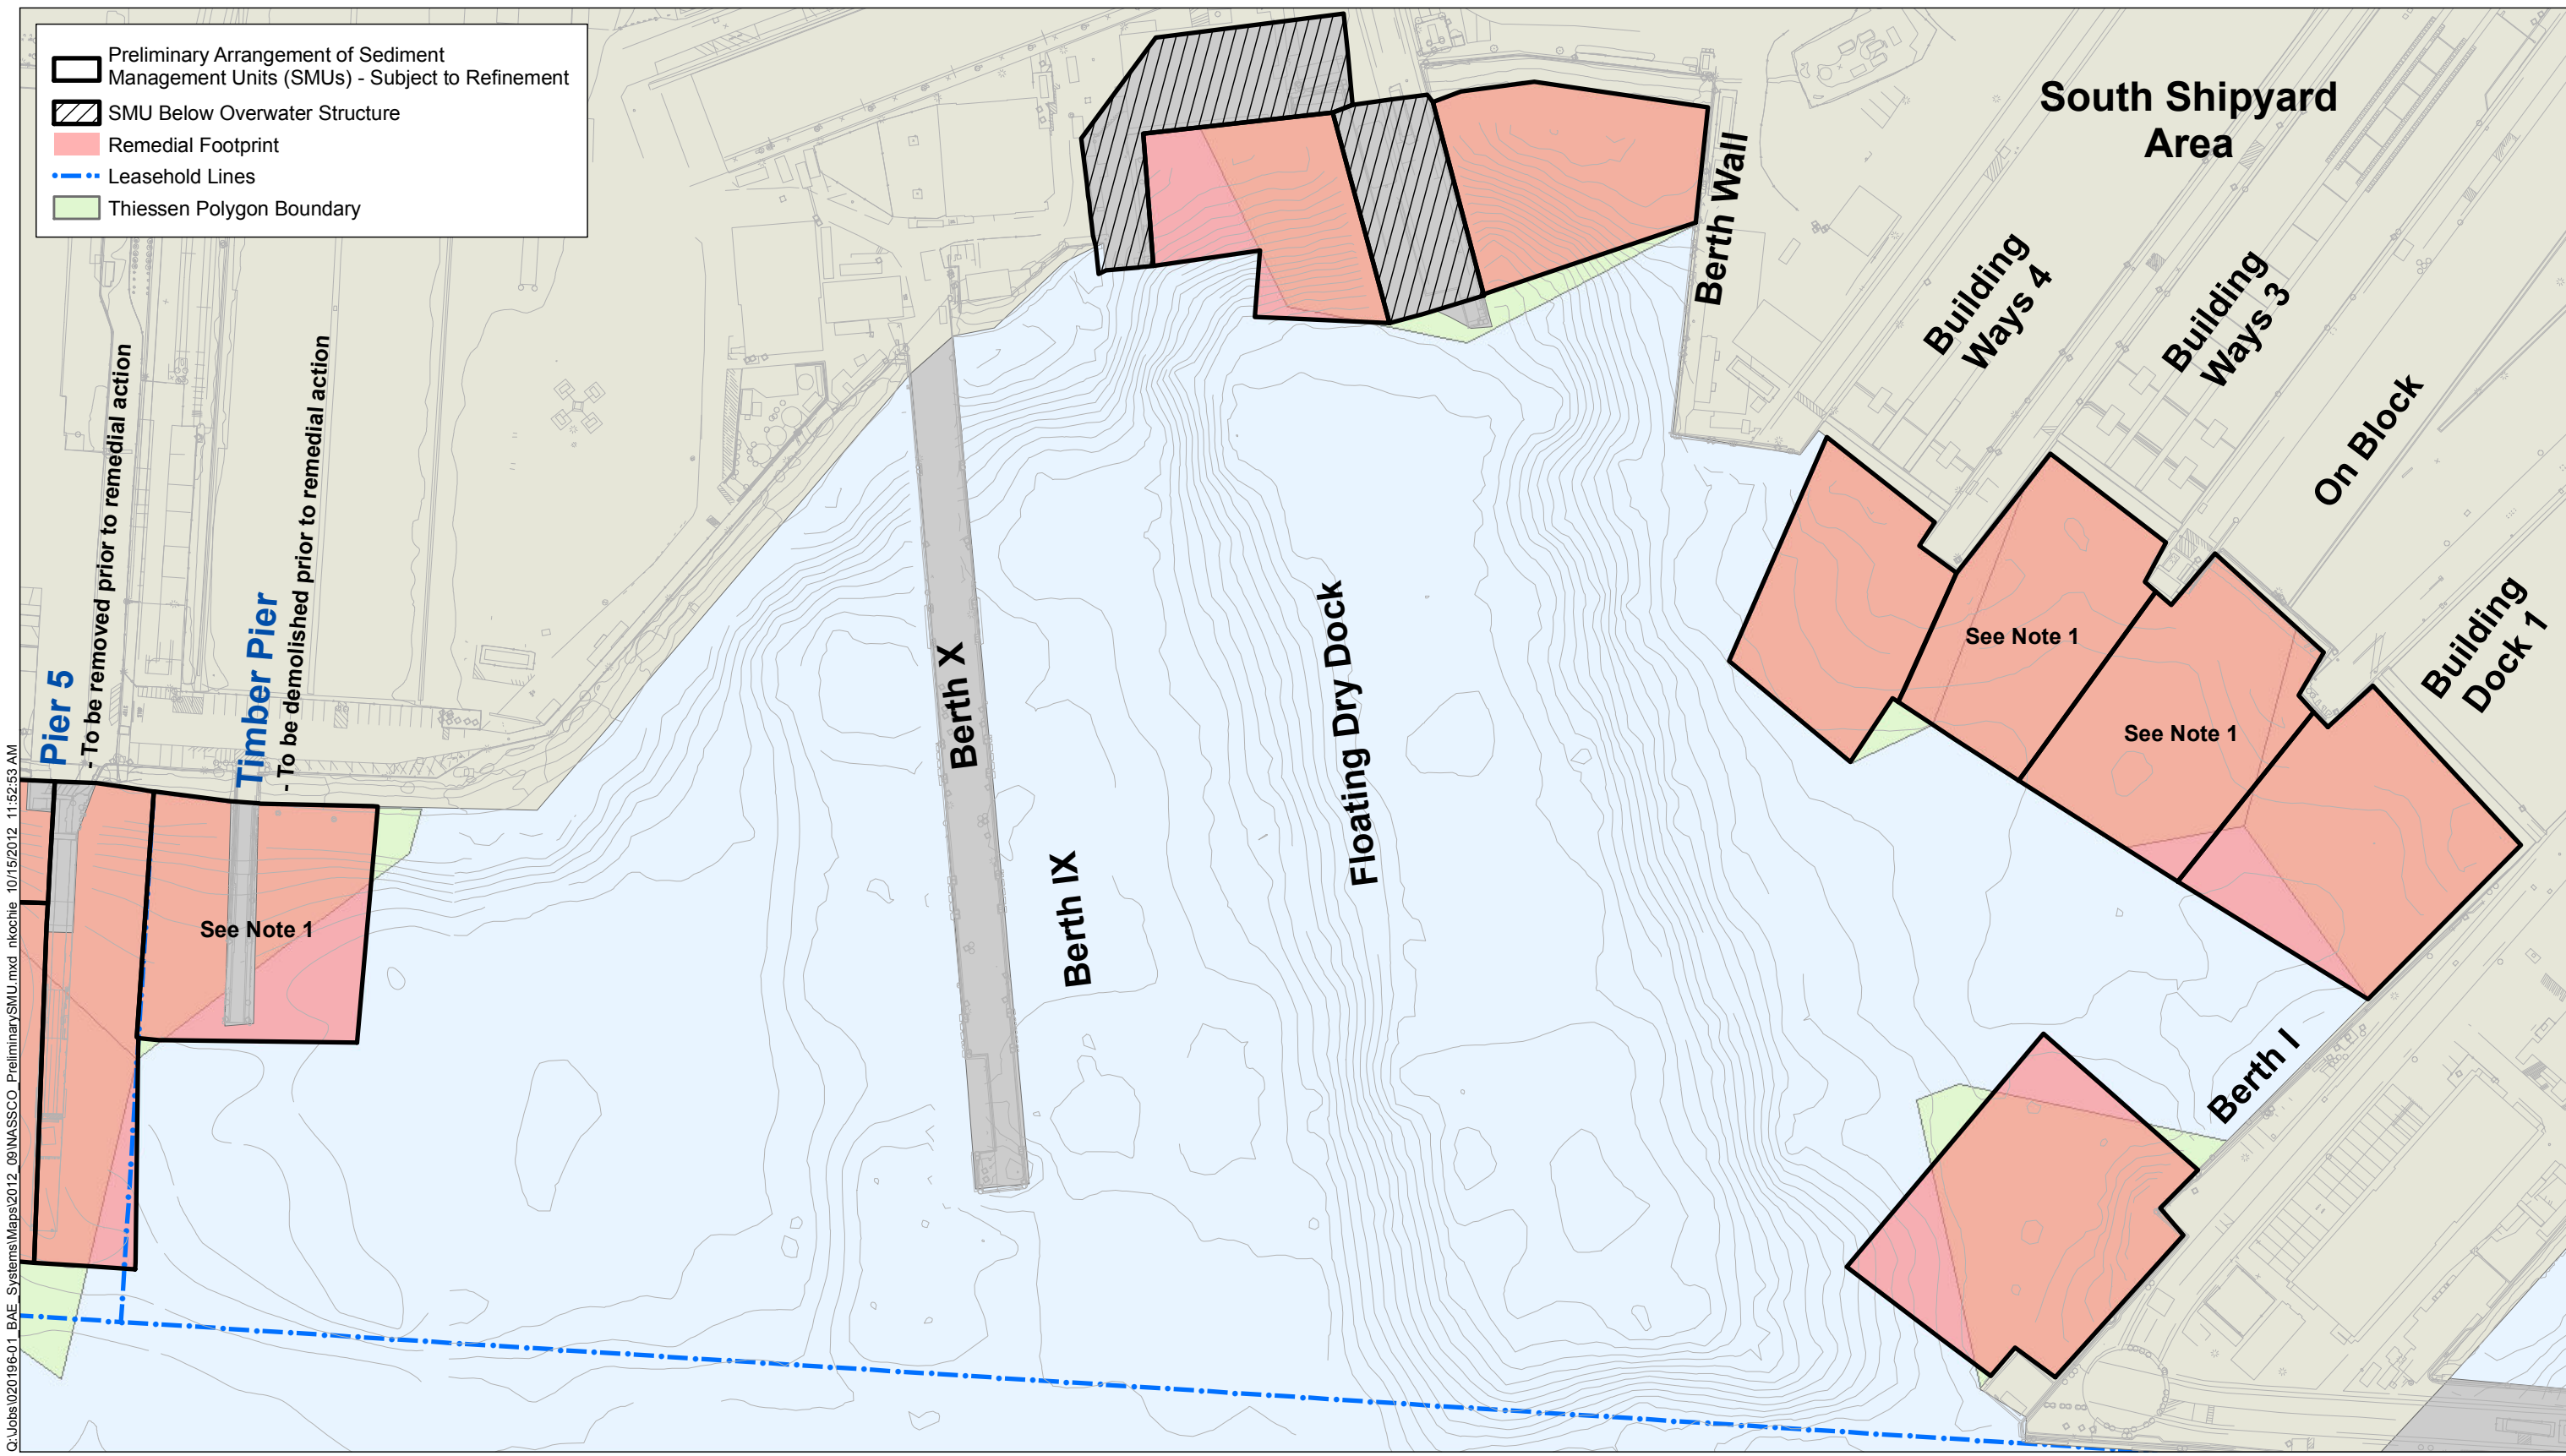 Preliminary Arrangement of Sediment
Management Units (SMUs) - Subject to Refinement
SMU Below Overwater Structure
Remedial Footprint
Leasehold Lines
Thiessen Polygon Boundary
South Shipyard
Area
Berth Wall
Building
Ways 4
Building
Ways 3
On Block
Building
Dock 1
Pier 5
- To be removed prior to remedial action
Timber Pier
- To be demolished prior to remedial action
See Note 1
Berth X
Berth IX
Floating Dry Dock
See Note 1
See Note 1
Berth I
Q:\Jobs\020196-01_BAE_Systems\Maps\2012_09\NASSCO_PreliminarySMU.mxd nkochie 10/15/2012 11:52:53 AM